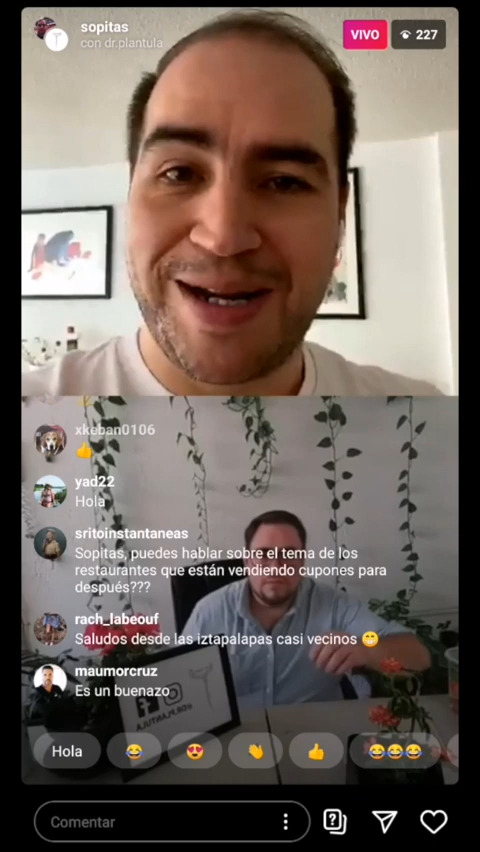 sopitas
con dr.plantula
VIVO
227
xkeban0106
yad22
Hola
sritoinstantaneas
Sopitas, puedes hablar sobre el tema de los
restaurantes que están vendiendo cupones para
después???
rach_labeouf
Saludos desde las iztapalapas casi vecinos 😁
maumorcruz
Es un buenazo
@DR.PLANTULA
Hola
Comentar